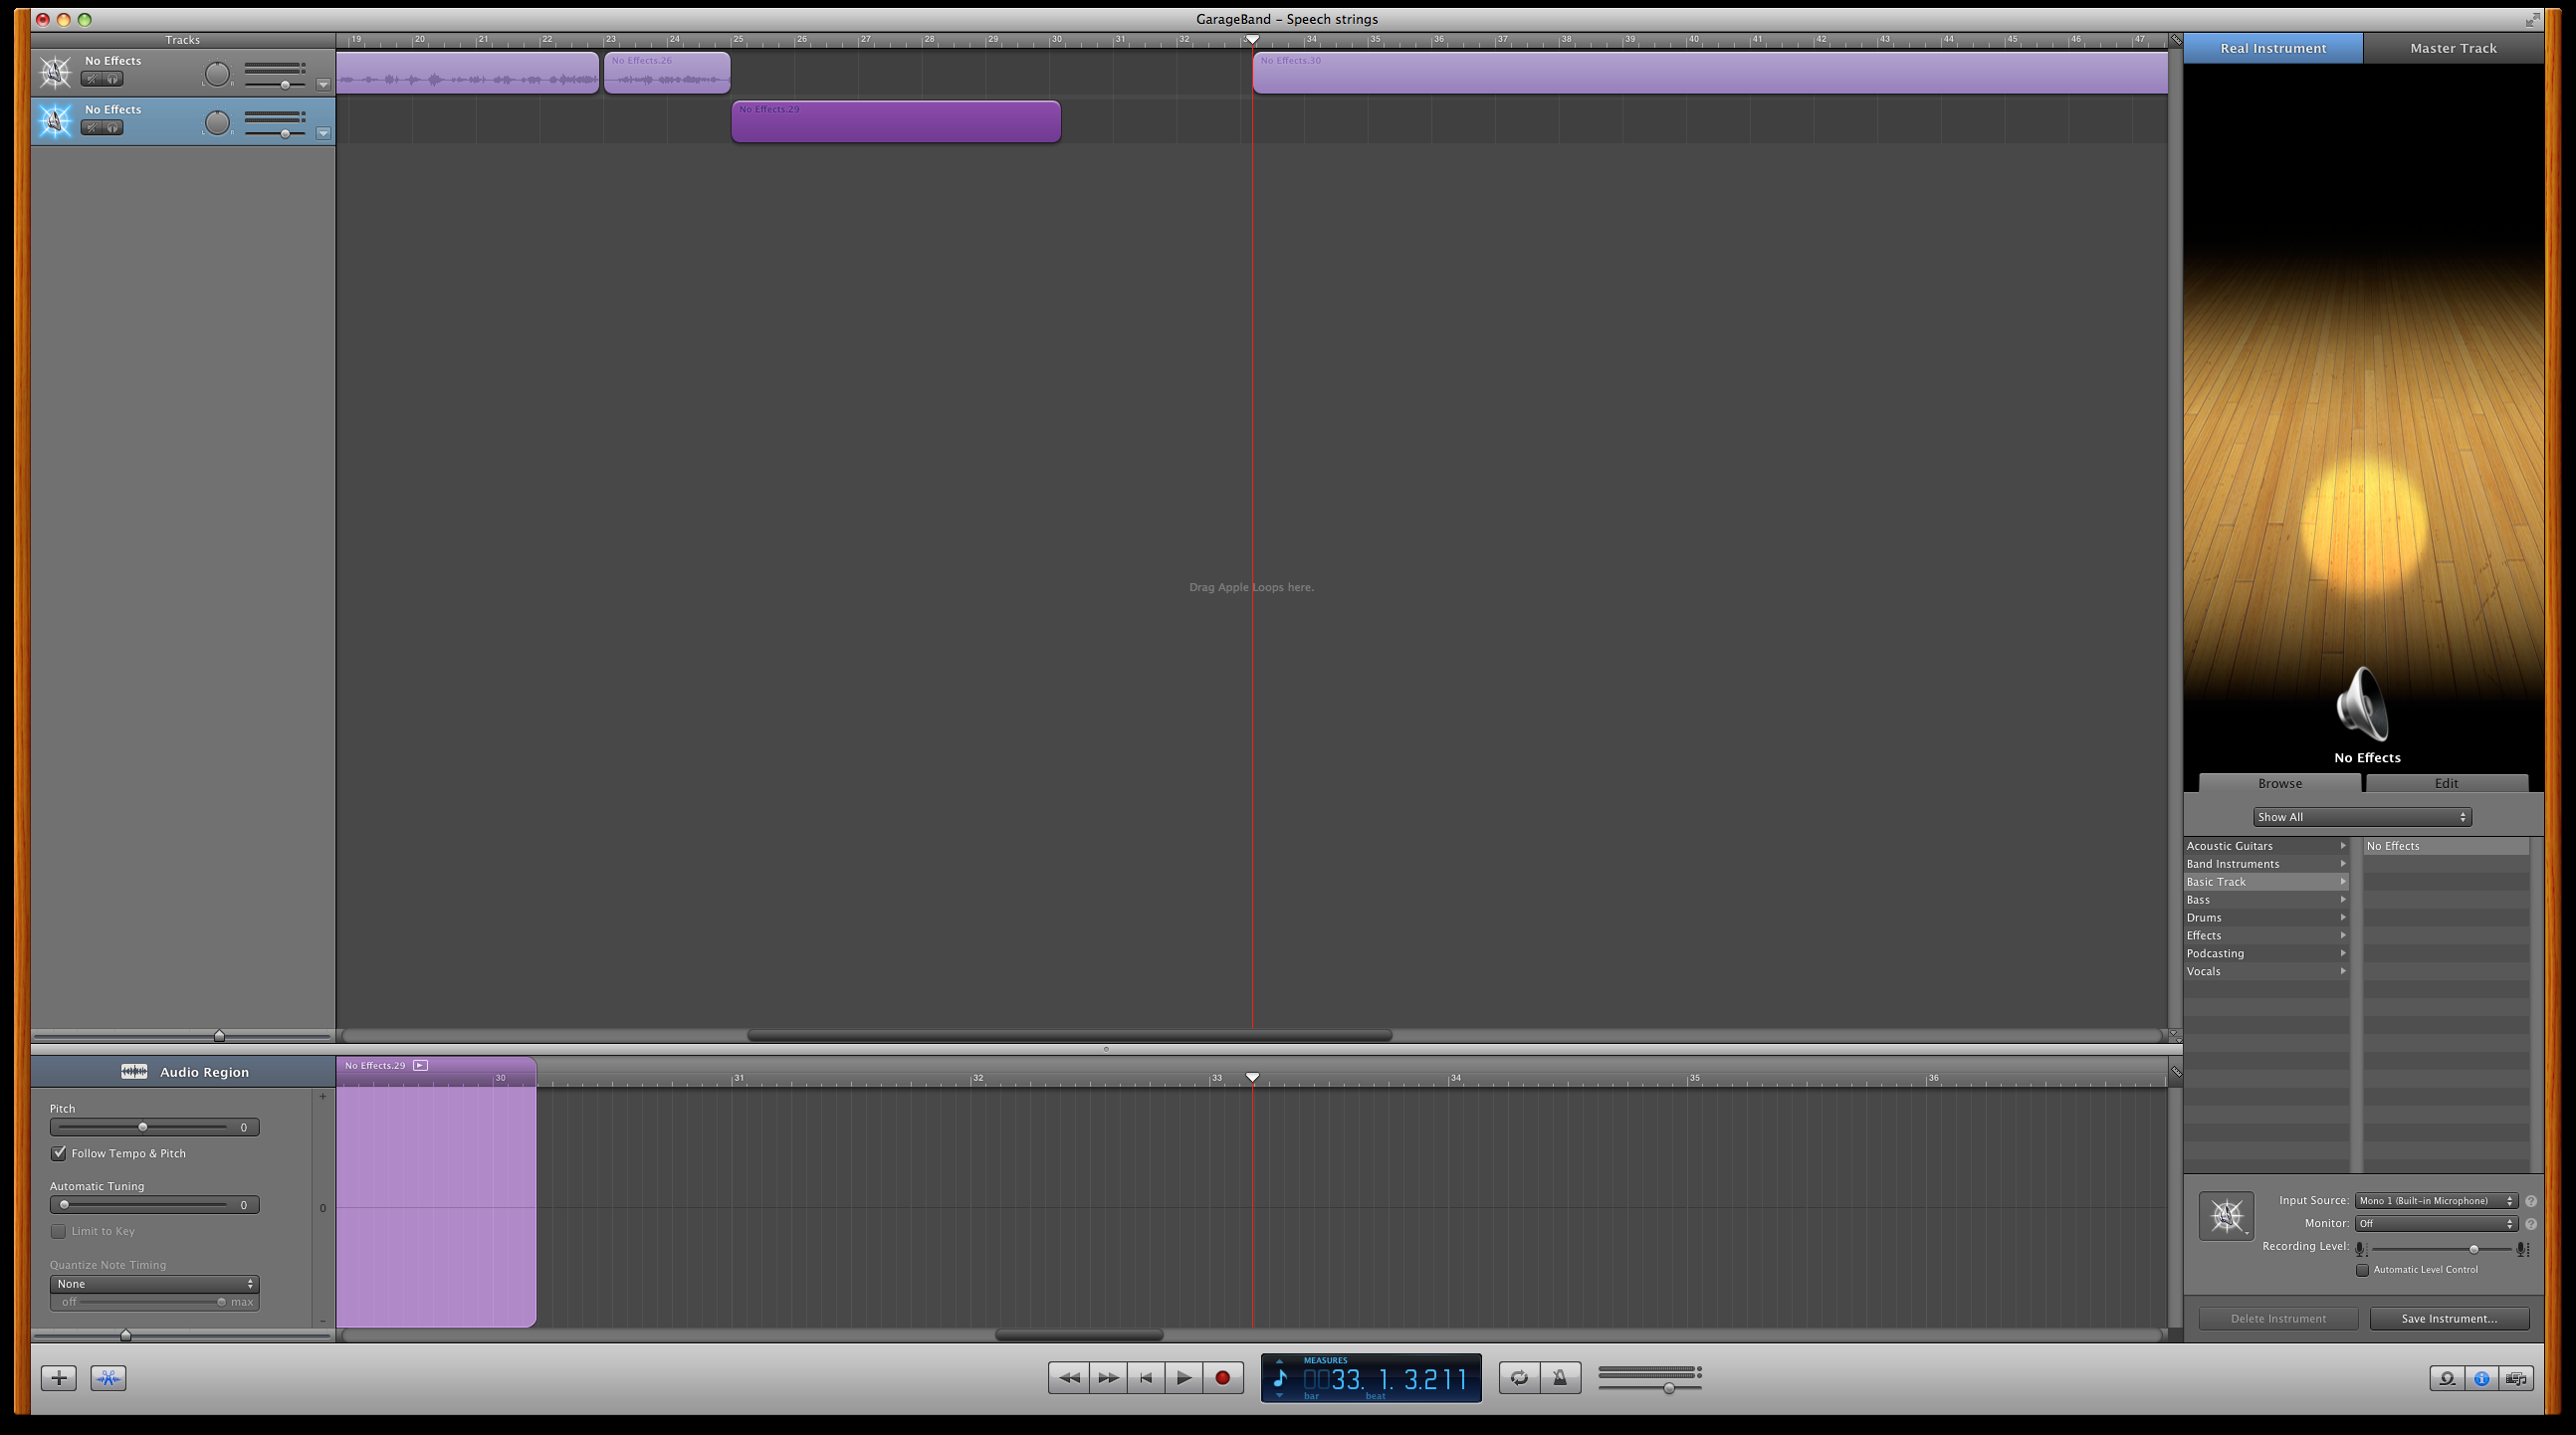 GarageBand – Speech strings
Tracks
19 20 21 22 23 24 25 26 27 28 29 30 31 32 34 35 36 37 38 39 40 41 42 43 44 45 46 47
Real Instrument
Master Track
No Effects
No Effects.26
No Effects.30
No Effects
No Effects.29
Drag Apple Loops here.
No Effects
Browse
Edit
Show All
Acoustic Guitars
No Effects
Band Instruments
Basic Track
Bass
Drums
Effects
Podcasting
Vocals
Audio Region
No Effects.29
30 31 32 33 34 35 36
Pitch
0
Follow Tempo & Pitch
Automatic Tuning
0
0
Limit to Key
Quantize Note Timing
None
off max
Input Source: Mono 1 (Built-in Microphone)
Monitor: Off
Recording Level:
Automatic Level Control
Delete Instrument
Save Instrument...
MEASURES
33. 1. 3.211
bar beat